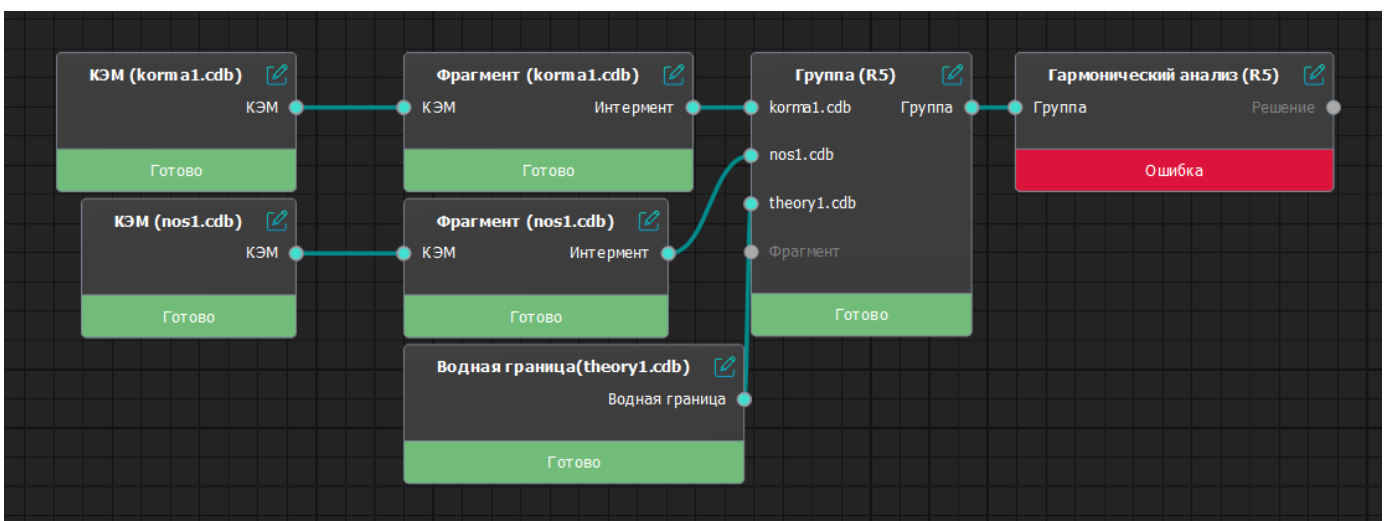 КЭМ (korma1.cdb)
КЭМ
Готово
Фрагмент (korma1.cdb)
КЭМ Интермент
Готово
Группа (R5)
korma1.cdb Группа
nos1.cdb
theory1.cdb
Фрагмент
Готово
Гармонический анализ (R5)
Группа Решение
Ошибка
КЭМ (nos1.cdb)
КЭМ
Готово
Фрагмент (nos1.cdb)
КЭМ Интермент
Готово
Водная граница(theory1.cdb)
Водная граница
Готово